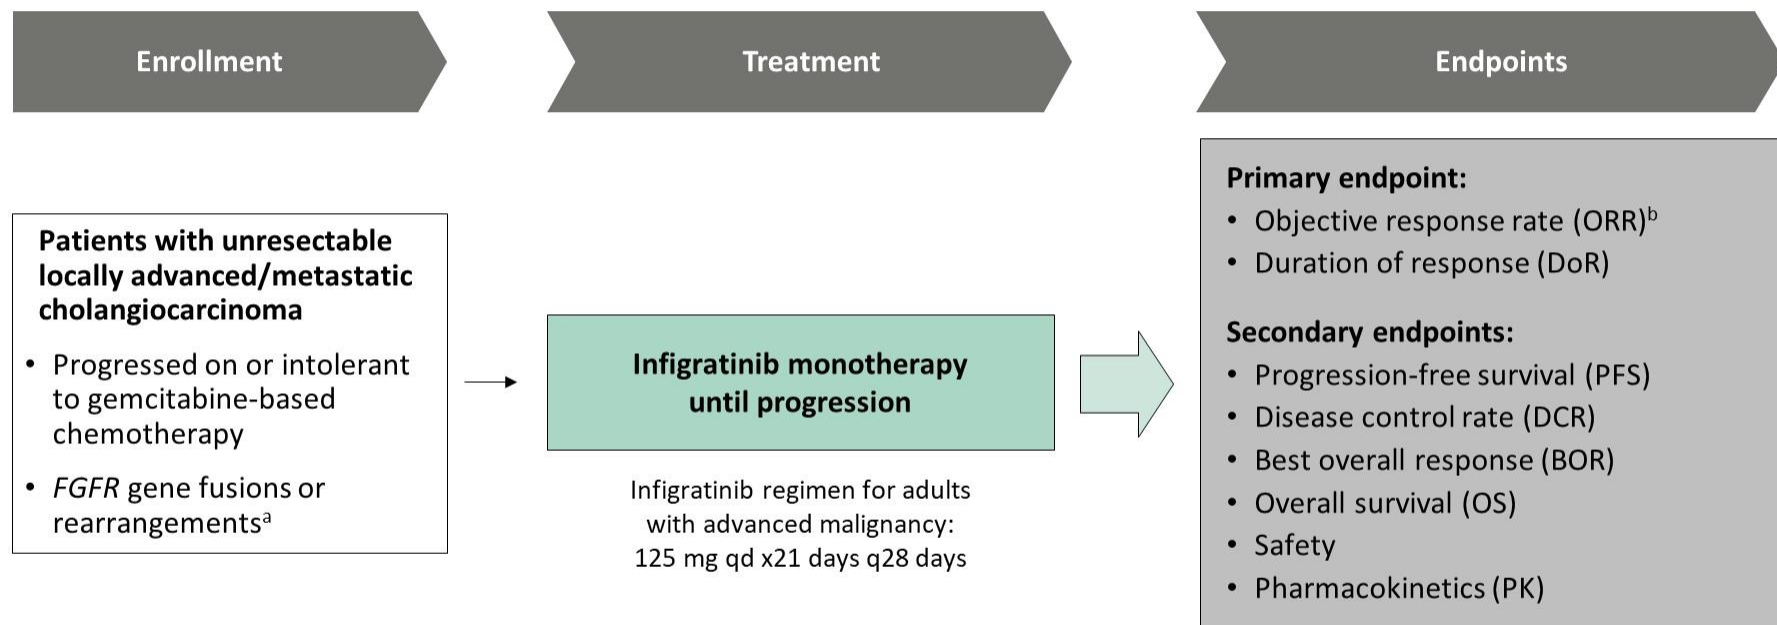 Enrollment
Treatment
Endpoints
Patients with unresectable
locally advanced/metastatic
cholangiocarcinoma
• Progressed on or intolerant
to gemcitabine-based
chemotherapy
• FGFR gene fusions or
rearrangementsᵃ
Infigratinib monotherapy
until progression
Infigratinib regimen for adults
with advanced malignancy:
125 mg qd x21 days q28 days
Primary endpoint:
• Objective response rate (ORR)ᵇ
• Duration of response (DoR)
Secondary endpoints:
• Progression-free survival (PFS)
• Disease control rate (DCR)
• Best overall response (BOR)
• Overall survival (OS)
• Safety
• Pharmacokinetics (PK)